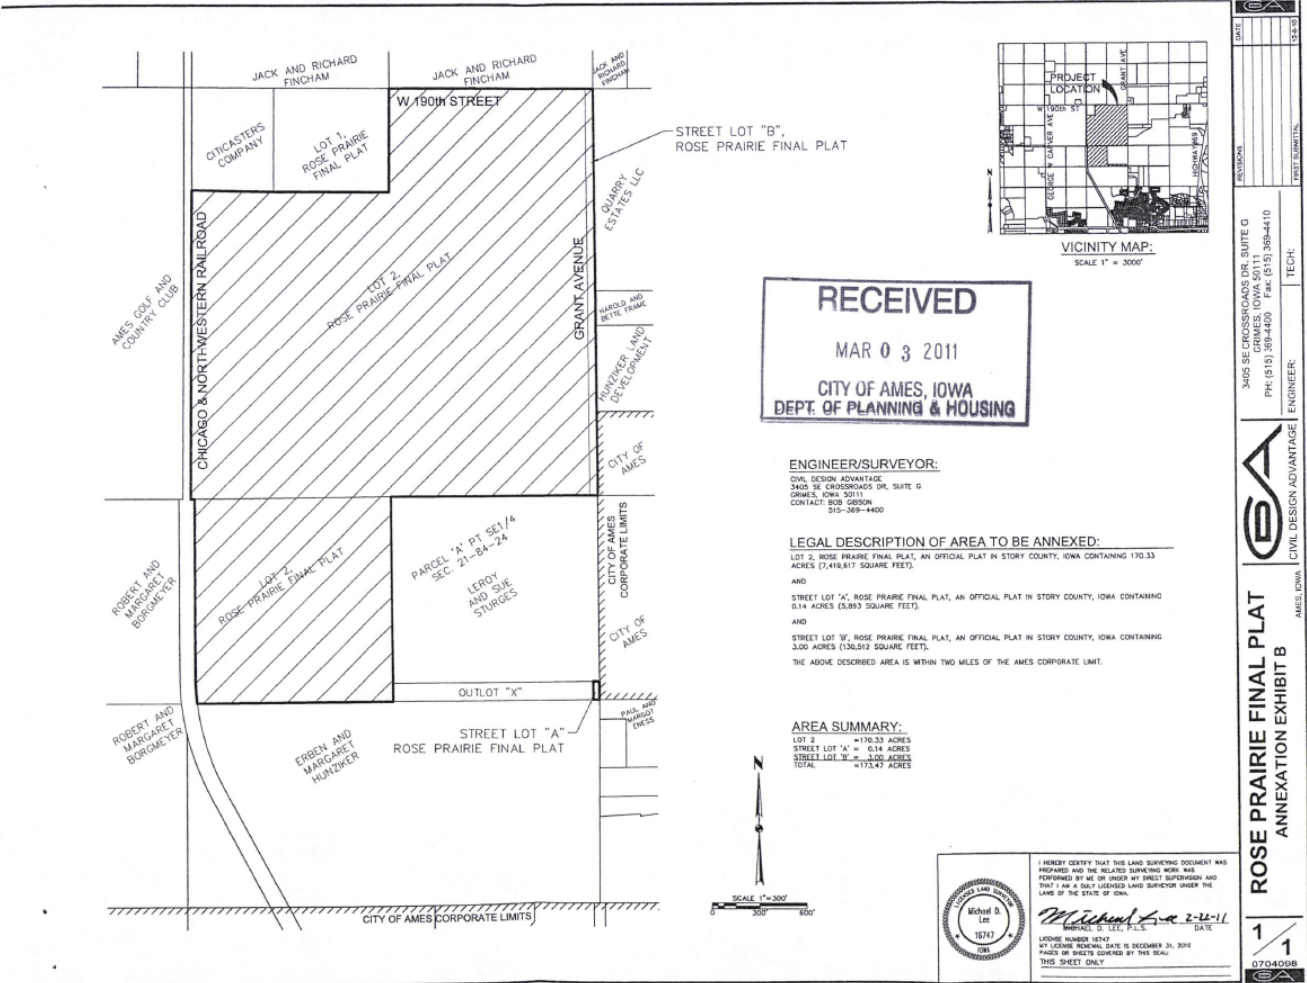 JACK AND RICHARD
FINCHAM
JACK AND RICHARD
FINCHAM
JACK AND
RICHARD
FINCHAM
W 190th STREET
CITICASTERS
COMPANY
LOT 1,
ROSE PRAIRIE
FINAL PLAT
STREET LOT "B",
ROSE PRAIRIE FINAL PLAT
QUARRY
ESTATES LLC
CHICAGO & NORTHWESTERN RAILROAD
LOT 2,
ROSE PRAIRIE FINAL PLAT
GRANT AVENUE
AMES GOLF AND
COUNTRY CLUB
HAROLD AND
BETTE FRAME
HUNZIKER LAND
DEVELOPMENT
CITY OF
AMES
CITY OF AMES
CORPORATE LIMITS
PARCEL 'A' PT SE1/4
SEC. 21-84-24
LEROY
AND SUE
STURGES
LOT 2,
ROSE PRAIRIE FINAL PLAT
ROBERT AND
MARGARET
BORGMEYER
CITY OF
AMES
OUTLOT "X"
STREET LOT "A"
ROSE PRAIRIE FINAL PLAT
PAUL AND
MARGOT
ENESS
ROBERT AND
MARGARET
BORGMEYER
ERBEN AND
MARGARET
HUNZIKER
CITY OF AMES CORPORATE LIMITS
PROJECT
LOCATION
GRANT AVE
W 190th ST
GEORGE W CARVER AVE
HIGHWAY 69
N
VICINITY MAP:
SCALE 1" = 3000'
RECEIVED
MAR 03 2011
CITY OF AMES, IOWA
DEPT. OF PLANNING & HOUSING
ENGINEER/SURVEYOR:
CIVIL DESIGN ADVANTAGE
3405 SE CROSSROADS DR, SUITE G
GRIMES, IOWA 50111
CONTACT: BOB GIBSON
515-369-4400
LEGAL DESCRIPTION OF AREA TO BE ANNEXED:
LOT 2, ROSE PRAIRIE FINAL PLAT, AN OFFICIAL PLAT IN STORY COUNTY, IOWA CONTAINING 170.33
ACRES (7,419,617 SQUARE FEET).
AND
STREET LOT 'A', ROSE PRAIRIE FINAL PLAT, AN OFFICIAL PLAT IN STORY COUNTY, IOWA CONTAINING
0.14 ACRES (5,893 SQUARE FEET).
AND
STREET LOT 'B', ROSE PRAIRIE FINAL PLAT, AN OFFICIAL PLAT IN STORY COUNTY, IOWA CONTAINING
3.00 ACRES (130,512 SQUARE FEET).
THE ABOVE DESCRIBED AREA IS WITHIN TWO MILES OF THE AMES CORPORATE LIMIT.
AREA SUMMARY:
LOT 2 =170.33 ACRES
STREET LOT 'A' = 0.14 ACRES
STREET LOT 'B' = 3.00 ACRES
TOTAL =173.47 ACRES
N
SCALE 1"=300'
0 300' 600'
LICENSED LAND SURVEYOR
Michael D.
Lee
16747
IOWA
I HEREBY CERTIFY THAT THIS LAND SURVEYING DOCUMENT WAS
PREPARED AND THE RELATED SURVEYING WORK WAS
PERFORMED BY ME OR UNDER MY DIRECT SUPERVISION AND
THAT I AM A DULY LICENSED LAND SURVEYOR UNDER THE
LAWS OF THE STATE OF IOWA.
Michael Lee 2-22-11
MICHAEL D. LEE, P.L.S. DATE
LICENSE NUMBER 16747
MY LICENSE RENEWAL DATE IS DECEMBER 31, 2010
PAGES OR SHEETS COVERED BY THIS SEAL:
THIS SHEET ONLY
DATE
12-8-10
REVISIONS
FIRST SUBMITTAL
3405 SE CROSSROADS DR, SUITE G
GRIMES, IOWA 50111
PH: (515) 369-4400 Fax: (515) 369-4410
TECH:
ENGINEER:
CIVIL DESIGN ADVANTAGE
AMES, IOWA
ROSE PRAIRIE FINAL PLAT
ANNEXATION EXHIBIT B
1/1
0704098